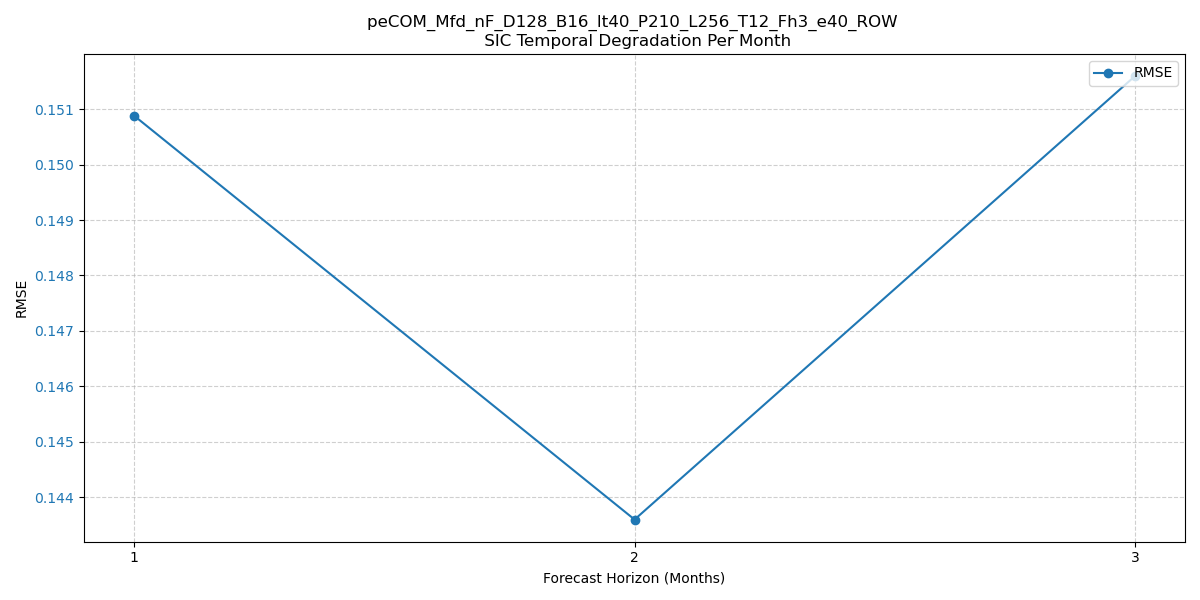 peCOM_Mfd_nF_D128_B16_lt40_P210_L256_T12_Fh3_e40_ROW
SIC Temporal Degradation Per Month
RMSE
0.151
0.150
0.149
0.148
0.147
0.146
0.145
0.144
RMSE
1
2
3
Forecast Horizon (Months)